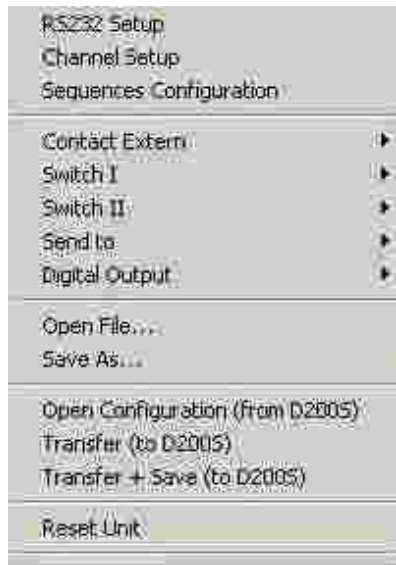 RS232 Setup
Channel Setup
Sequences Configuration
Contact Extern
Switch I
Switch II
Send to
Digital Output
Open File...
Save As...
Open Configuration (from D200S)
Transfer (to D200S)
Transfer + Save (to D200S)
Reset Unit